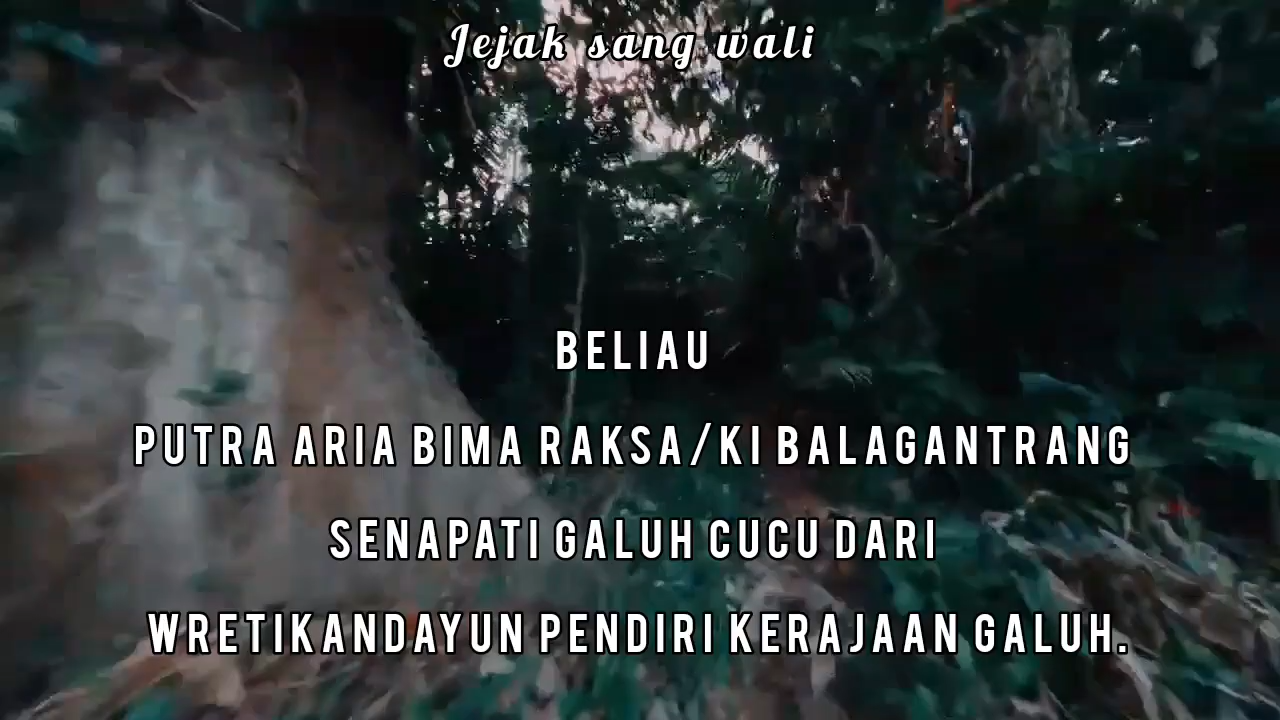 Jejak sang wali
BELIAU
PUTRA ARIA BIMA RAKSA/KI BALAGANTRANG
SENAPATI GALUH CUCU DARI
WRETIKANDAYUN PENDIRI KERAJAAN GALUH.